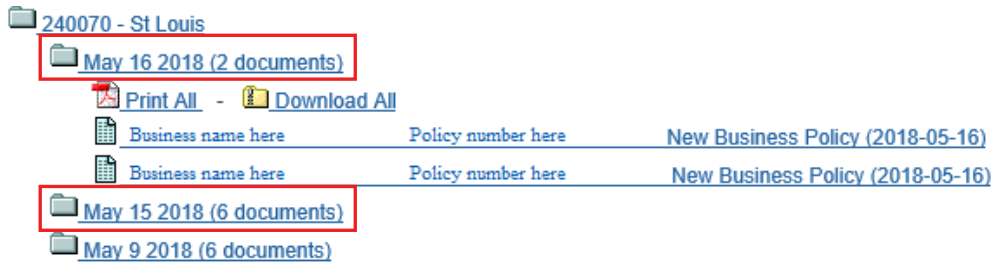 240070 - St Louis
May 16 2018 (2 documents)
Print All - Download All
Business name here Policy number here New Business Policy (2018-05-16)
Business name here Policy number here New Business Policy (2018-05-16)
May 15 2018 (6 documents)
May 9 2018 (6 documents)